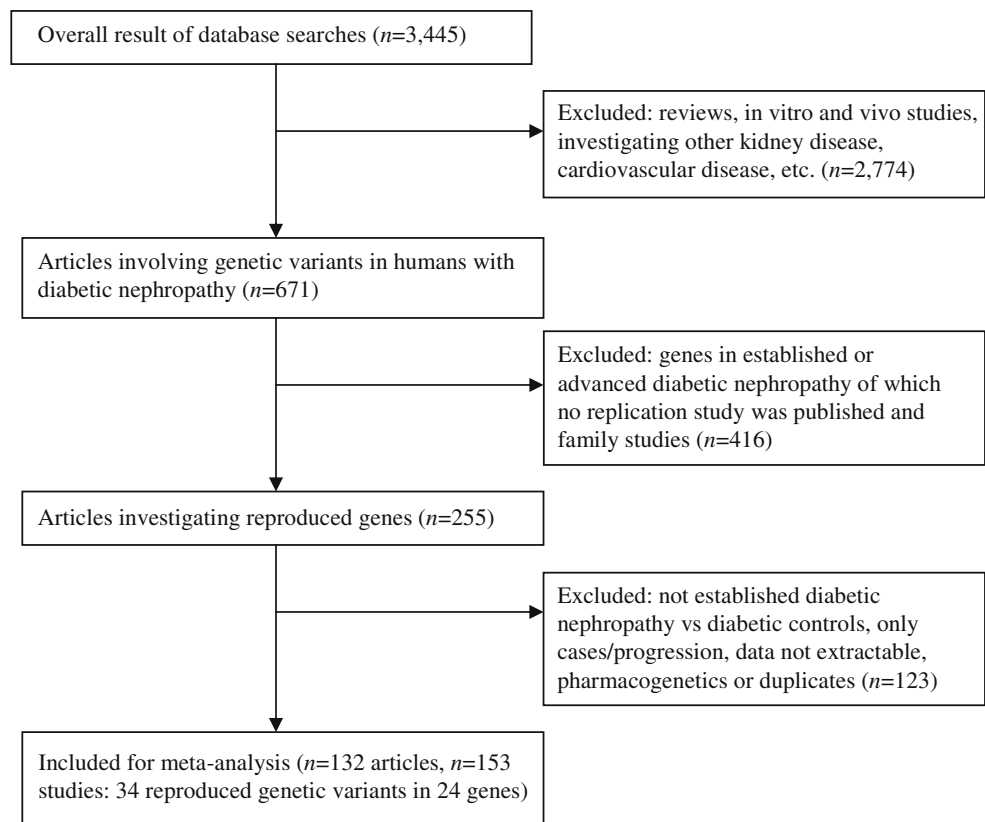 Overall result of database searches (n=3,445)
Excluded: reviews, in vitro and vivo studies,
investigating other kidney disease,
cardiovascular disease, etc. (n=2,774)
Articles involving genetic variants in humans with
diabetic nephropathy (n=671)
Excluded: genes in established or
advanced diabetic nephropathy of which
no replication study was published and
family studies (n=416)
Articles investigating reproduced genes (n=255)
Excluded: not established diabetic
nephropathy vs diabetic controls, only
cases/progression, data not extractable,
pharmacogenetics or duplicates (n=123)
Included for meta-analysis (n=132 articles, n=153
studies: 34 reproduced genetic variants in 24 genes)